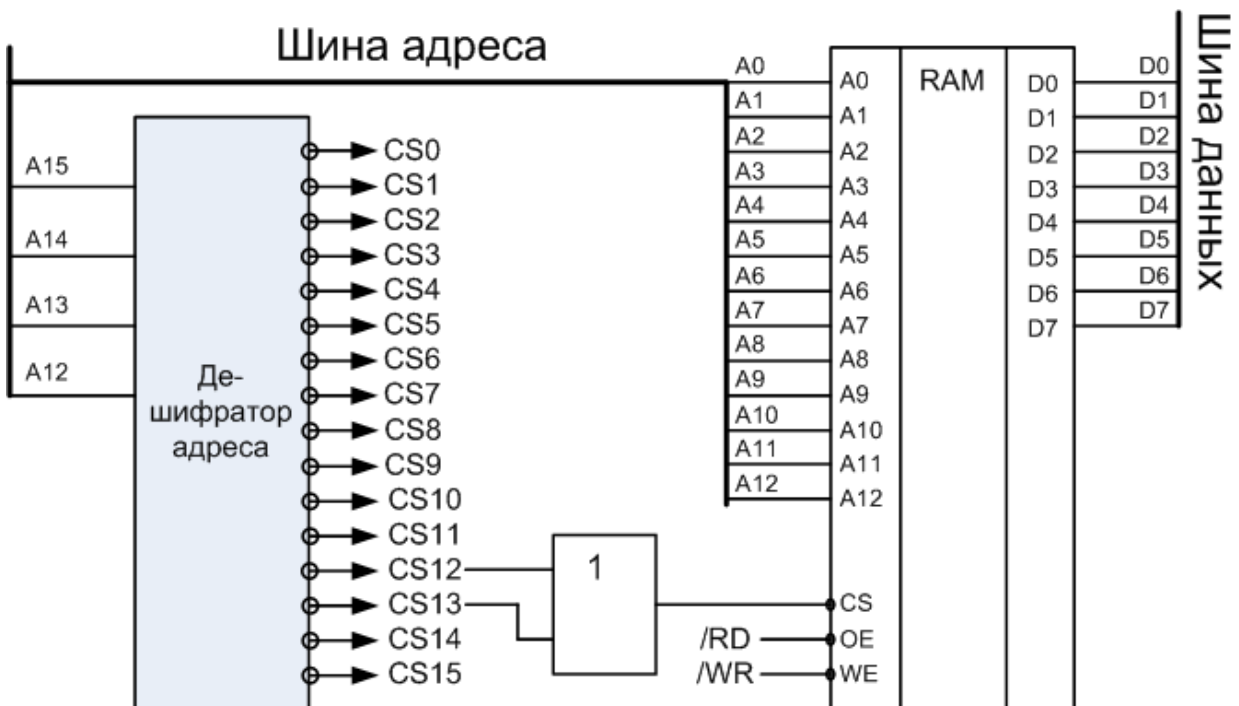 Шина адреса
A15
A14
A13
A12
Де-
шифратор
адреса
CS0
CS1
CS2
CS3
CS4
CS5
CS6
CS7
CS8
CS9
CS10
CS11
CS12
CS13
CS14
CS15
1
/RD
/WR
A0
A1
A2
A3
A4
A5
A6
A7
A8
A9
A10
A11
A12
A0
A1
A2
A3
A4
A5
A6
A7
A8
A9
A10
A11
A12
CS
OE
WE
RAM
D0
D1
D2
D3
D4
D5
D6
D7
D0
D1
D2
D3
D4
D5
D6
D7
Шина данных